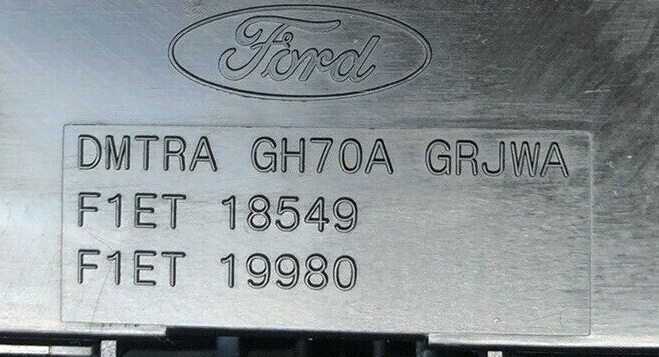 Ford
DMTRA GH70A GRJWA
F1ET 18549
F1ET 19980